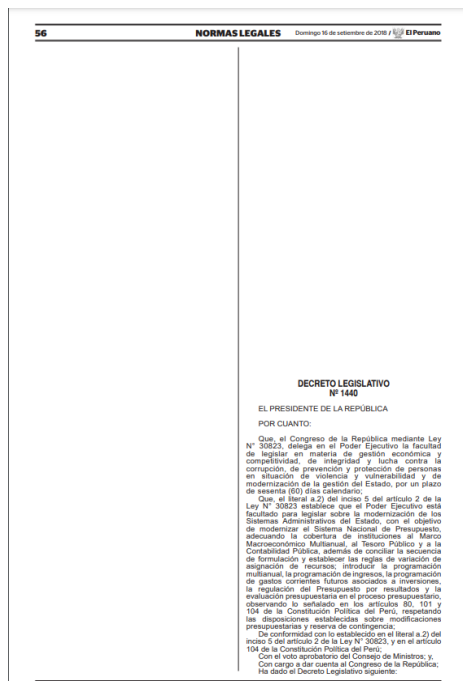 56
NORMAS LEGALES
Domingo 16 de setiembre de 2018 / El Peruano
DECRETO LEGISLATIVO
Nº 1440
EL PRESIDENTE DE LA REPÚBLICA
POR CUANTO:
Que, el Congreso de la República mediante Ley
N° 30823, delega en el Poder Ejecutivo la facultad
de legislar en materia de gestión económica y
competitividad, de integridad y lucha contra la
corrupción, de prevención y protección de personas
en situación de violencia y vulnerabilidad y de
modernización de la gestión del Estado, por un plazo
de sesenta (60) días calendario;
Que, el literal a.2) del inciso 5 del artículo 2 de la
Ley N° 30823 establece que el Poder Ejecutivo está
facultado para legislar sobre la modernización de los
Sistemas Administrativos del Estado, con el objetivo
de modernizar el Sistema Nacional de Presupuesto,
adecuando la cobertura de instituciones al Marco
Macroeconómico Multianual, al Tesoro Público y a la
Contabilidad Pública, además de conciliar la secuencia
de formulación y establecer las reglas de variación de
asignación de recursos; introducir la programación
multianual, la programación de ingresos, la programación
de gastos corrientes futuros asociados a inversiones,
la regulación del Presupuesto por resultados y la
evaluación presupuestaria en el proceso presupuestario,
observando lo señalado en los artículos 80, 101 y
104 de la Constitución Política del Perú, respetando
las disposiciones establecidas sobre modificaciones
presupuestarias y reserva de contingencia;
De conformidad con lo establecido en el literal a.2) del
inciso 5 del artículo 2 de la Ley N° 30823, y en el artículo
104 de la Constitución Política del Perú;
Con el voto aprobatorio del Consejo de Ministros; y,
Con cargo a dar cuenta al Congreso de la República;
Ha dado el Decreto Legislativo siguiente: